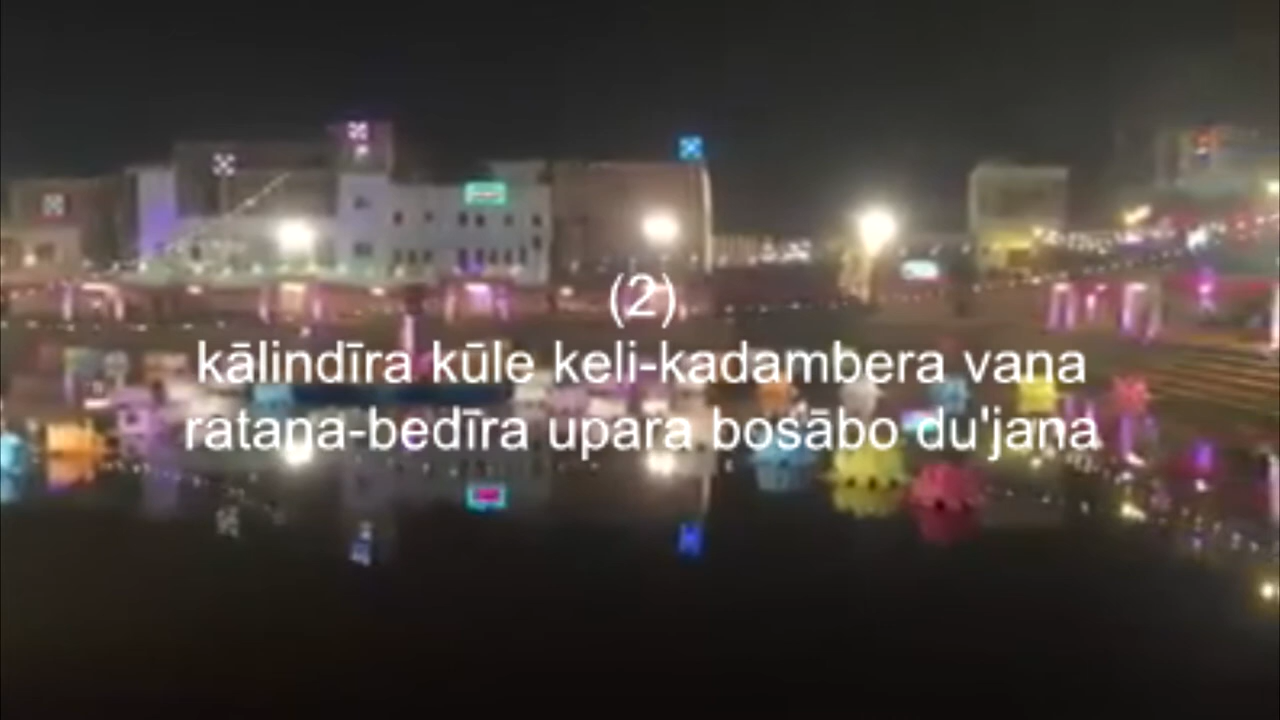 (2)
kālindīra kūle keli-kadambera vana
ratana-bedīra upara bosābo du'jana